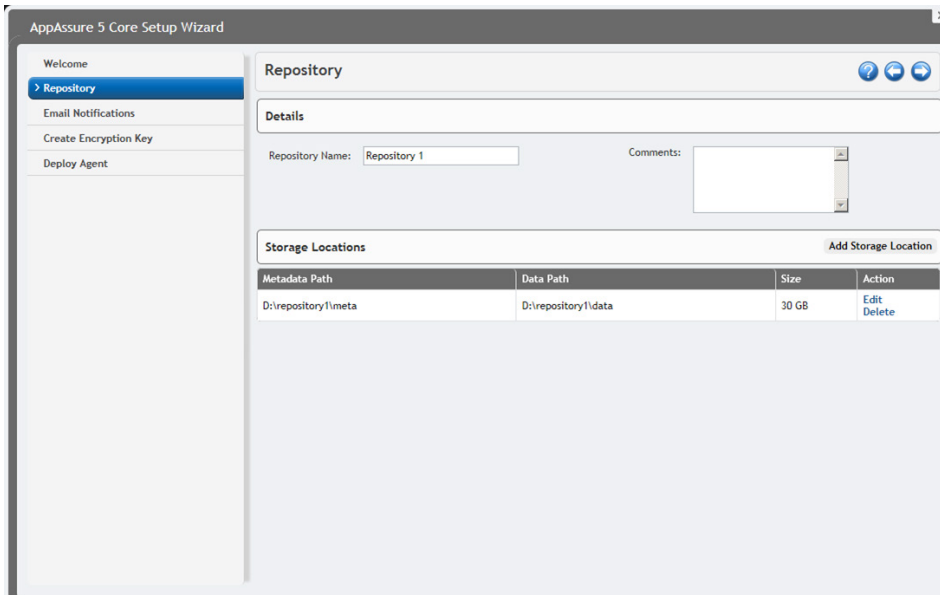 AppAssure 5 Core Setup Wizard
Welcome
Repository
Email Notifications
Create Encryption Key
Deploy Agent
Repository
Details
Repository Name: Repository 1 Comments:
Storage Locations Add Storage Location
Metadata Path Data Path Size Action
D:\repository1\meta D:\repository1\data 30 GB Edit
Delete